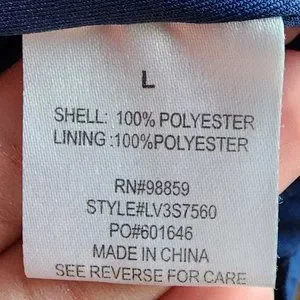 L
SHELL: 100% POLYESTER
LINING :100%POLYESTER
RN#98859
STYLE#LV3S7560
PO#601646
MADE IN CHINA
SEE REVERSE FOR CARE